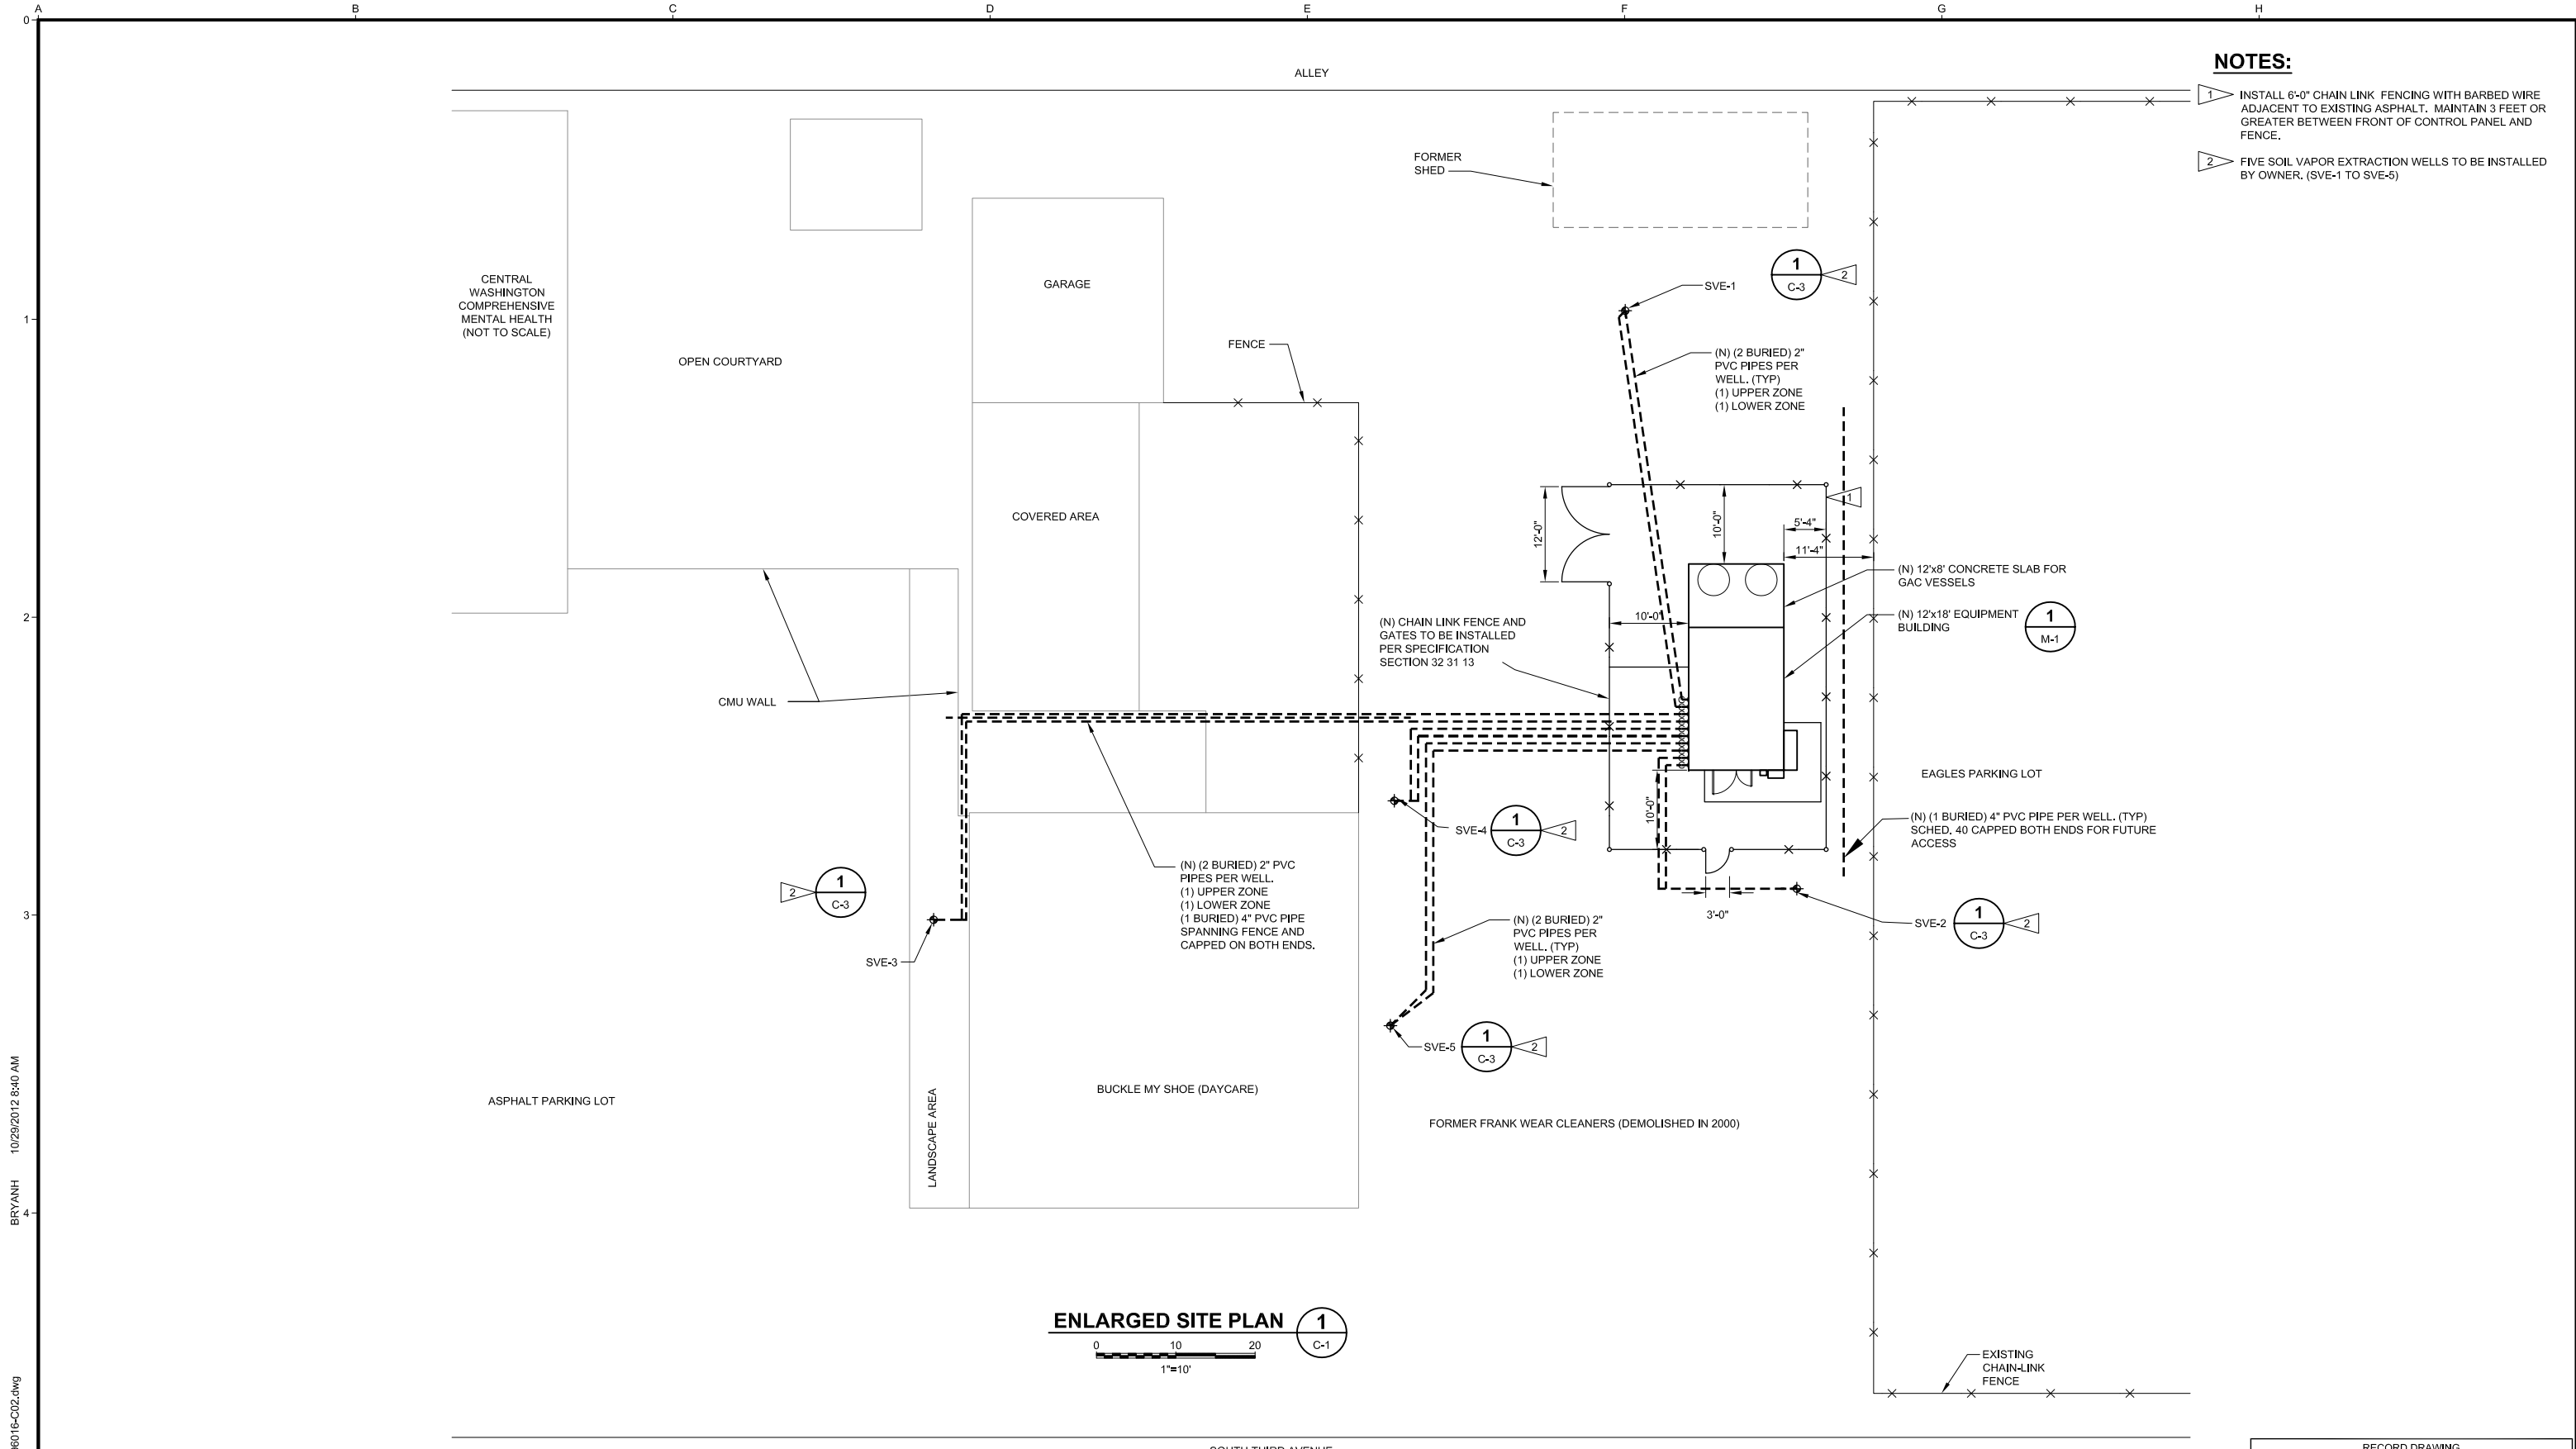 A
B
C
D
E
F
G
H
0
1
2
3
4
ALLEY
NOTES:
1
INSTALL 6'-0" CHAIN LINK FENCING WITH BARBED WIRE
ADJACENT TO EXISTING ASPHALT. MAINTAIN 3 FEET OR
GREATER BETWEEN FRONT OF CONTROL PANEL AND
FENCE.
2
FIVE SOIL VAPOR EXTRACTION WELLS TO BE INSTALLED
BY OWNER. (SVE-1 TO SVE-5)
FORMER
SHED
CENTRAL
WASHINGTON
COMPREHENSIVE
MENTAL HEALTH
(NOT TO SCALE)
GARAGE
SVE-1
1
C-3
2
OPEN COURTYARD
FENCE
(N) (2 BURIED) 2"
PVC PIPES PER
WELL. (TYP)
(1) UPPER ZONE
(1) LOWER ZONE
COVERED AREA
12'-0"
10'-0"
5'-4"
1
11'-4"
(N) 12'x8' CONCRETE SLAB FOR
GAC VESSELS
(N) 12'x18' EQUIPMENT
BUILDING
1
M-1
10'-0"
(N) CHAIN LINK FENCE AND
GATES TO BE INSTALLED
PER SPECIFICATION
SECTION 32 31 13
CMU WALL
EAGLES PARKING LOT
10'-0"
SVE-4
1
C-3
2
(N) (1 BURIED) 4" PVC PIPE PER WELL. (TYP)
SCHED. 40 CAPPED BOTH ENDS FOR FUTURE
ACCESS
(N) (2 BURIED) 2" PVC
PIPES PER WELL.
(1) UPPER ZONE
(1) LOWER ZONE
(1 BURIED) 4" PVC PIPE
SPANNING FENCE AND
CAPPED ON BOTH ENDS.
2
1
C-3
SVE-3
3'-0"
(N) (2 BURIED) 2"
PVC PIPES PER
WELL. (TYP)
(1) UPPER ZONE
(1) LOWER ZONE
SVE-2
1
C-3
2
SVE-5
1
C-3
2
BUCKLE MY SHOE (DAYCARE)
ASPHALT PARKING LOT
LANDSCAPE AREA
FORMER FRANK WEAR CLEANERS (DEMOLISHED IN 2000)
ENLARGED SITE PLAN
1
C-1
0 10 20
1"=10'
EXISTING
CHAIN-LINK
FENCE
SOUTH THIRD AVENUE
RECORD DRAWING
BRYANH 10/29/2012 8:40 AM
6016-C02.dwg